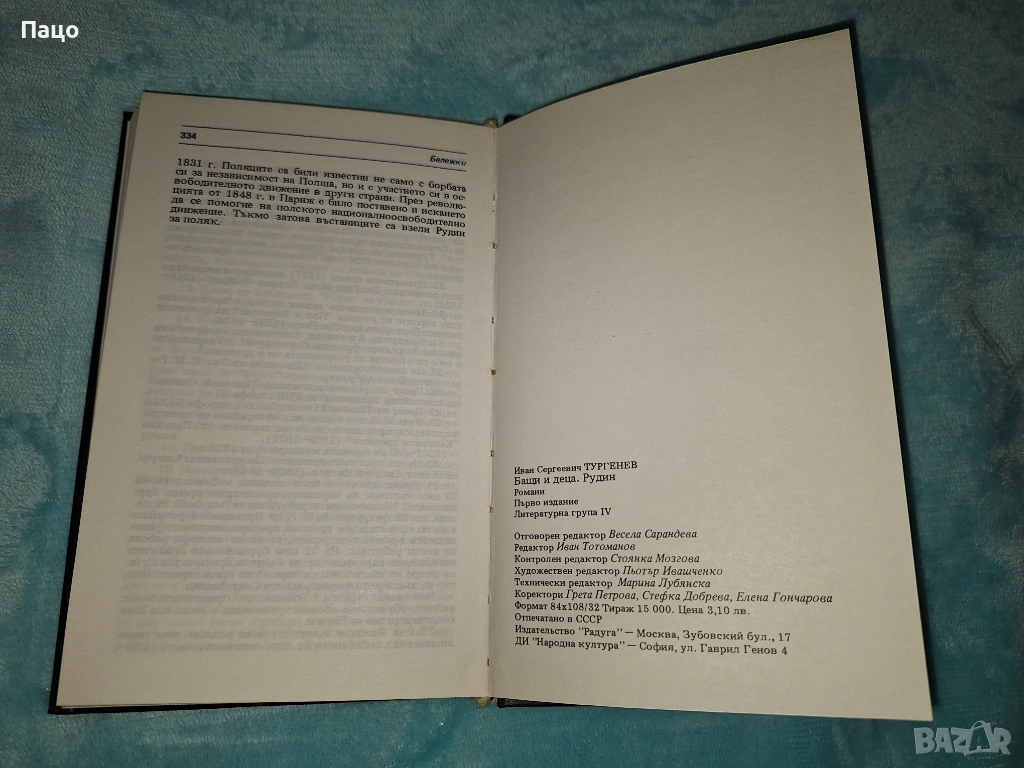 Пацо
334
Бележки
1831 г. Поляците са били известни не само с борбата
си за независимост на Полша, но и с участието си в ос-
вободителното движение в други страни. През револю-
цията от 1848 г. в Париж е било поставено и искането
да се помогне на полското националноосвободително
движение. Тъкмо затова въстаниците са взели Рудин
за поляк.
Иван Сергеевич ТУРГЕНЕВ
Бащи и деца. Рудин
Романи
Първо издание
Литературна група IV
Отговорен редактор Весела Сарандева
Редактор Иван Тотоманов
Контролен редактор Стоянка Мозгова
Художествен редактор Пьотър Ивашченко
Технически редактор Марина Лубянска
Коректори Грета Петрова, Стефка Добрева, Елена Гончарова
Формат 84x108/32 Тираж 15 000. Цена 3,10 лв.
Отпечатано в СССР
Издателство "Радуга" — Москва, Зубовский бул., 17
ДИ "Народна култура" — София, ул. Гаврил Генов 4
BAZAR